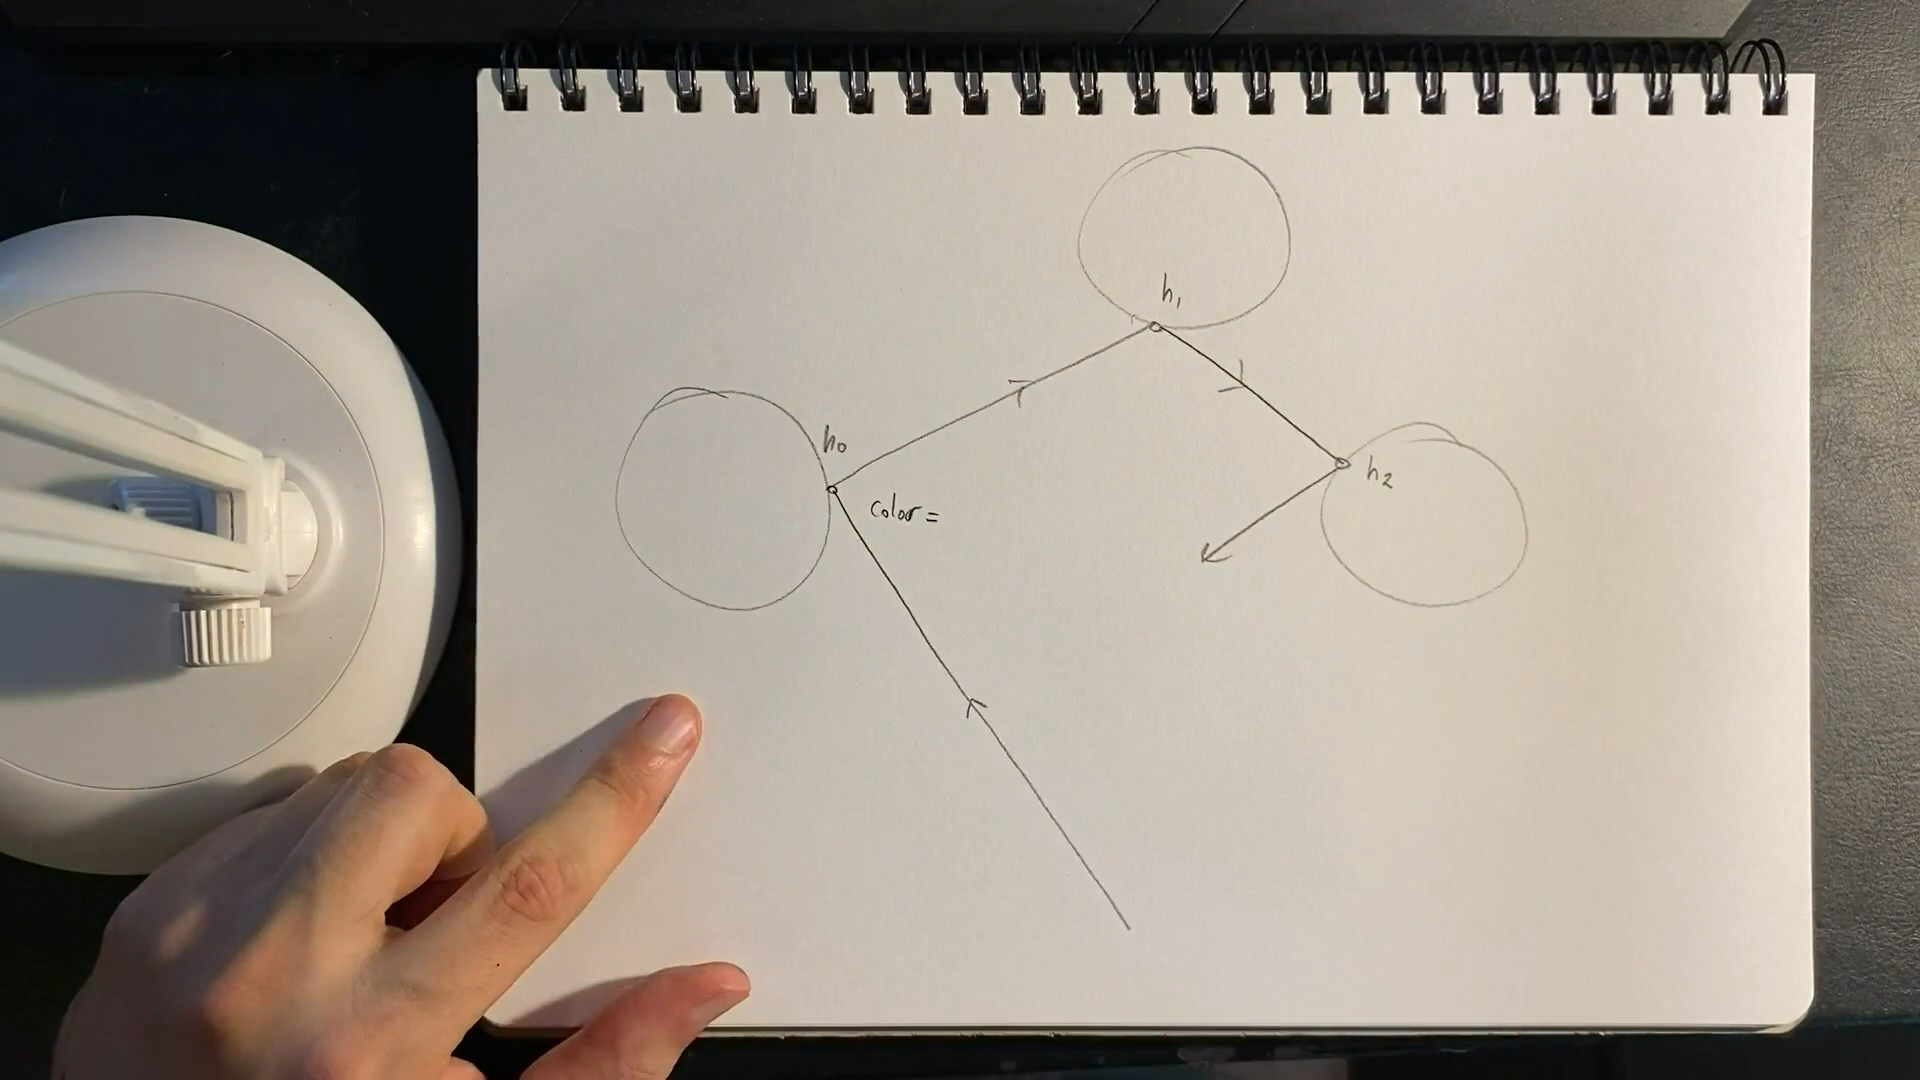 h₁
h₀
h₂
color =